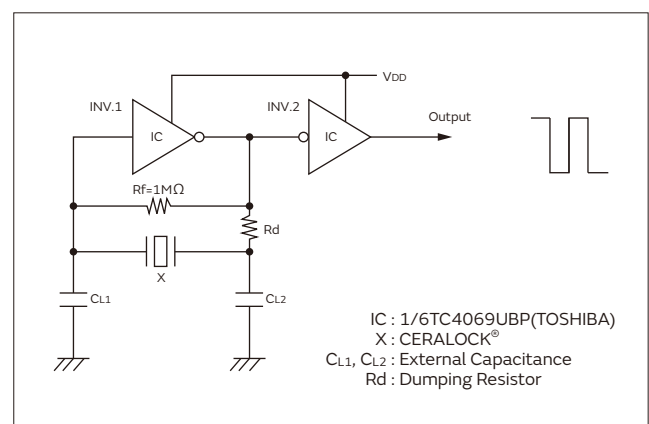 VDD
INV.1
INV.2
IC
IC
Output
Rf=1MΩ
Rd
X
CL1
CL2
IC : 1/6TC4069UBP(TOSHIBA)
X : CERALOCK®
CL1, CL2 : External Capacitance
Rd : Dumping Resistor